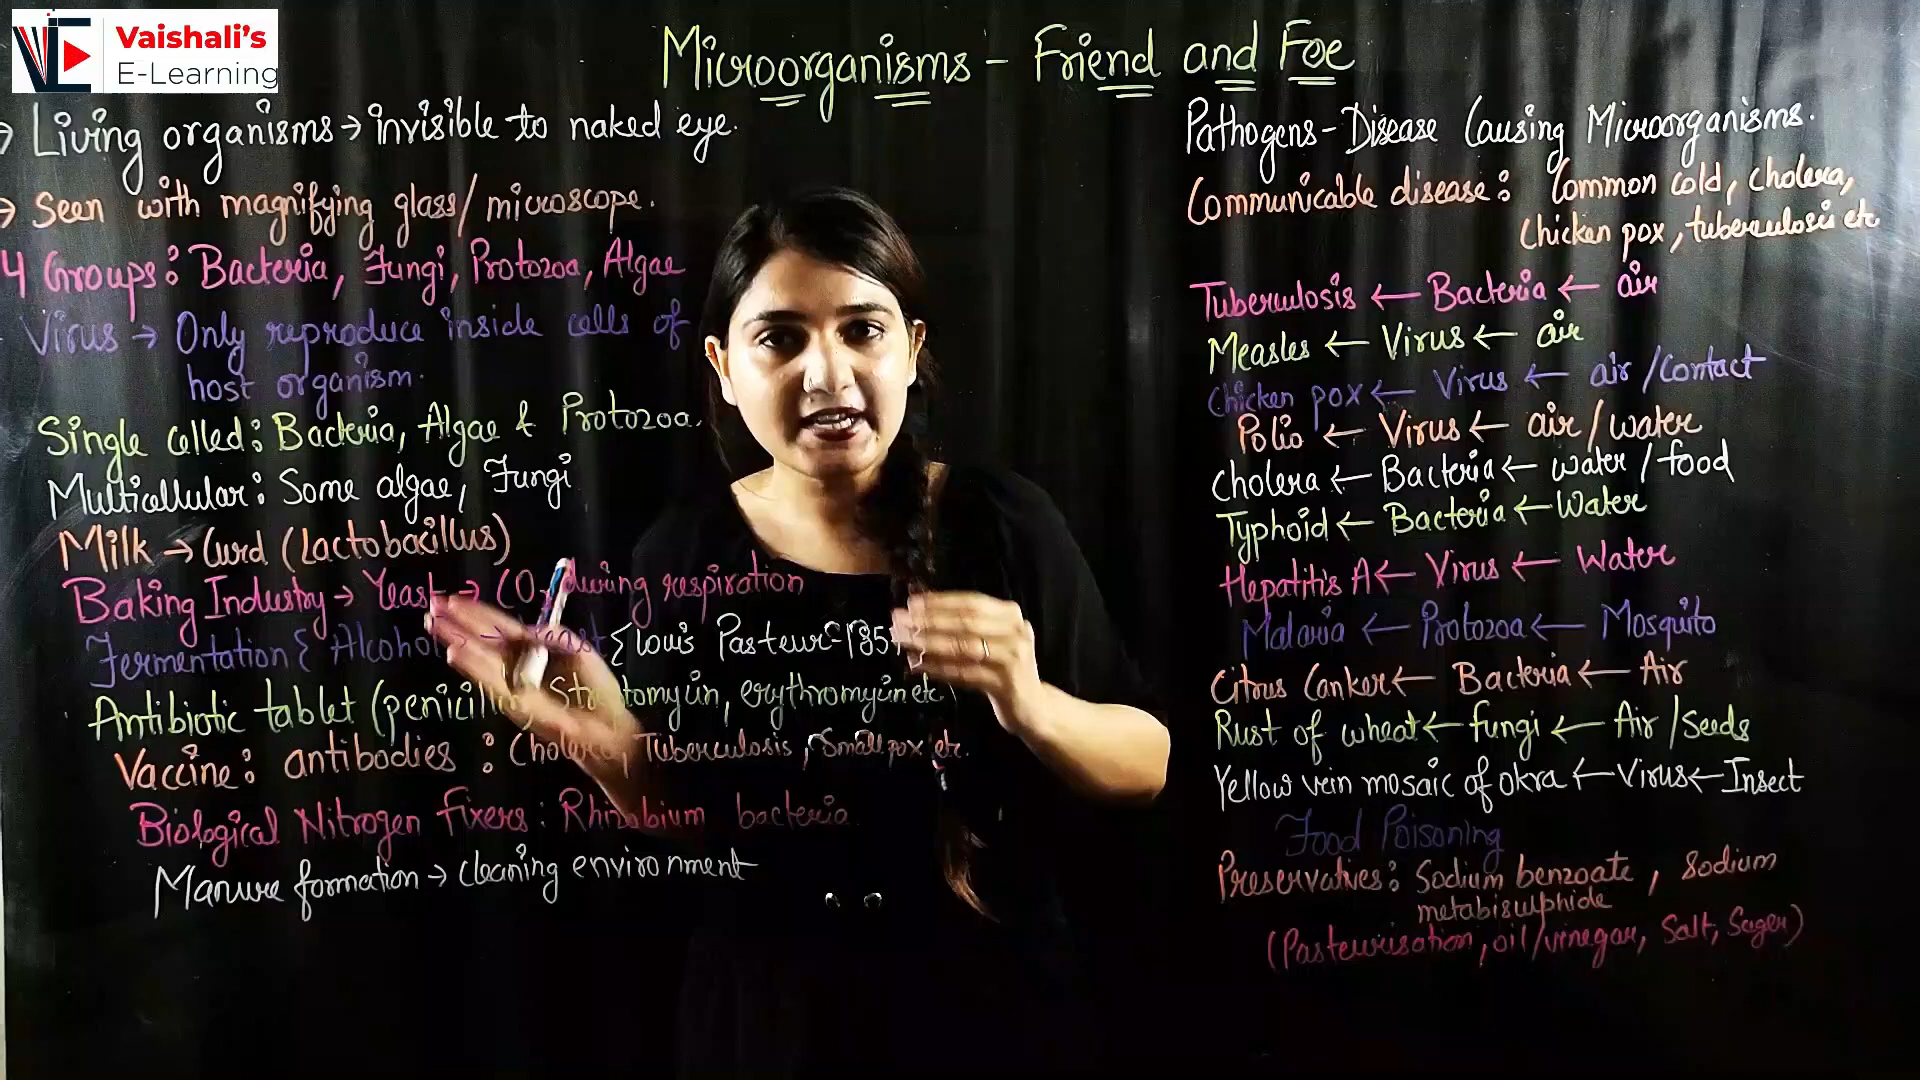 Vaishali's
E-Learning
Microorganisms - Friend and Foe
→ Living organisms → invisible to naked eye.
→ Seen with magnifying glass/microscope.
4 Groups: Bacteria, Fungi, Protozoa, Algae
Virus → Only reproduce inside cells of
host organism.
Single celled: Bacteria, Algae & Protozoa.
Multicellular: Some algae, Fungi
Milk → Curd (Lactobacillus)
Baking Industry → Yeast → CO2 during respiration
Fermentation { Alcohol → Yeast { Louis Pasteur-1857
Antibiotic tablet (penicillin, Streptomycin, erythromycin etc.)
Vaccine: antibodies: Cholera, Tuberculosis, Smallpox etc.
Biological Nitrogen fixers: Rhizobium bacteria
Manure formation → cleaning environment
Pathogens - Disease Causing Microorganisms.
Communicable disease: Common cold, cholera,
Chicken pox, tuberculosis etc
Tuberculosis ← Bacteria ← air
Measles ← Virus ← air
Chicken pox ← Virus ← air/Contact
Polio ← Virus ← air/water
Cholera ← Bacteria ← water/food
Typhoid ← Bacteria ← Water
Hepatitis A ← Virus ← Water
Malaria ← Protozoa ← Mosquito
Citrus Canker ← Bacteria ← Air
Rust of wheat ← fungi ← Air/Seeds
Yellow vein mosaic of okra ← Virus ← Insect
Food Poisoning
Preservatives: Sodium benzoate, Sodium
metabisulphide
(Pasteurisation, oil/vinegar, Salt, Suger)